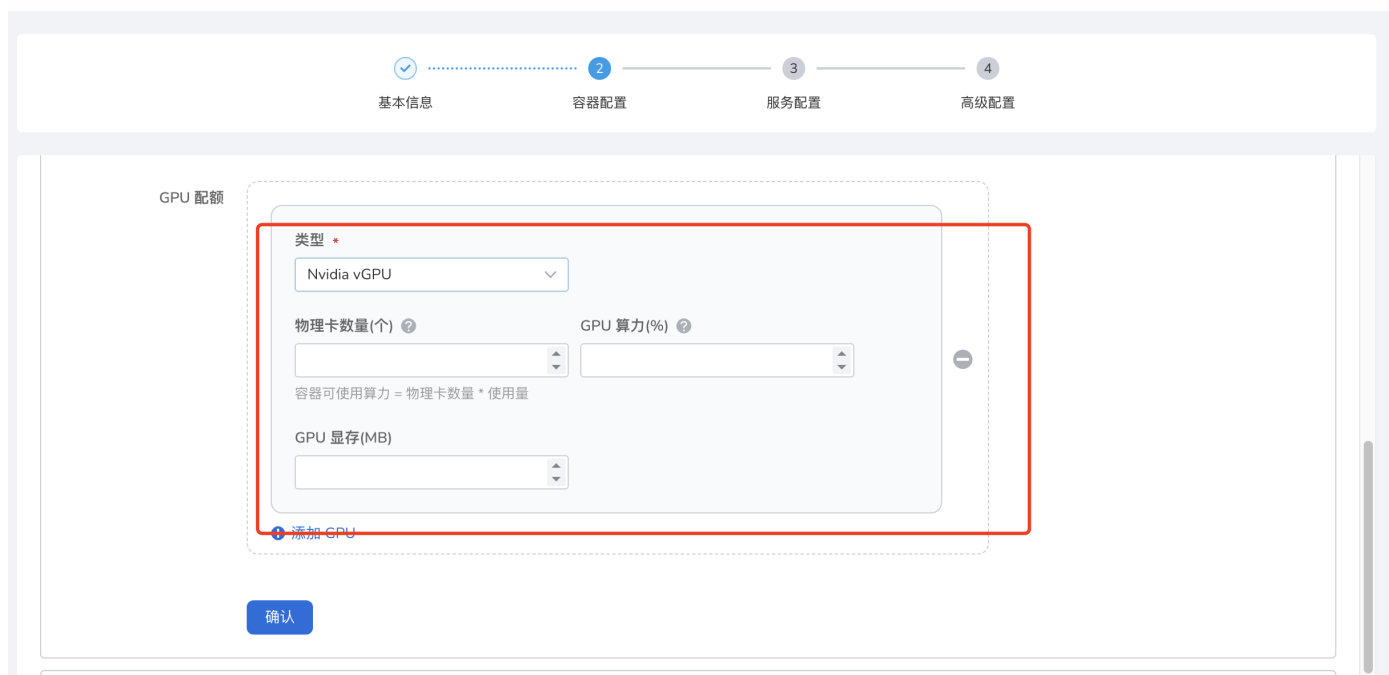 2 3 4
基本信息 容器配置 服务配置 高级配置
GPU 配额
类型 *
Nvidia vGPU
物理卡数量(个) ? GPU 算力(%) ?
容器可使用算力 = 物理卡数量 * 使用量
GPU 显存(MB)
添加 GPU
确认